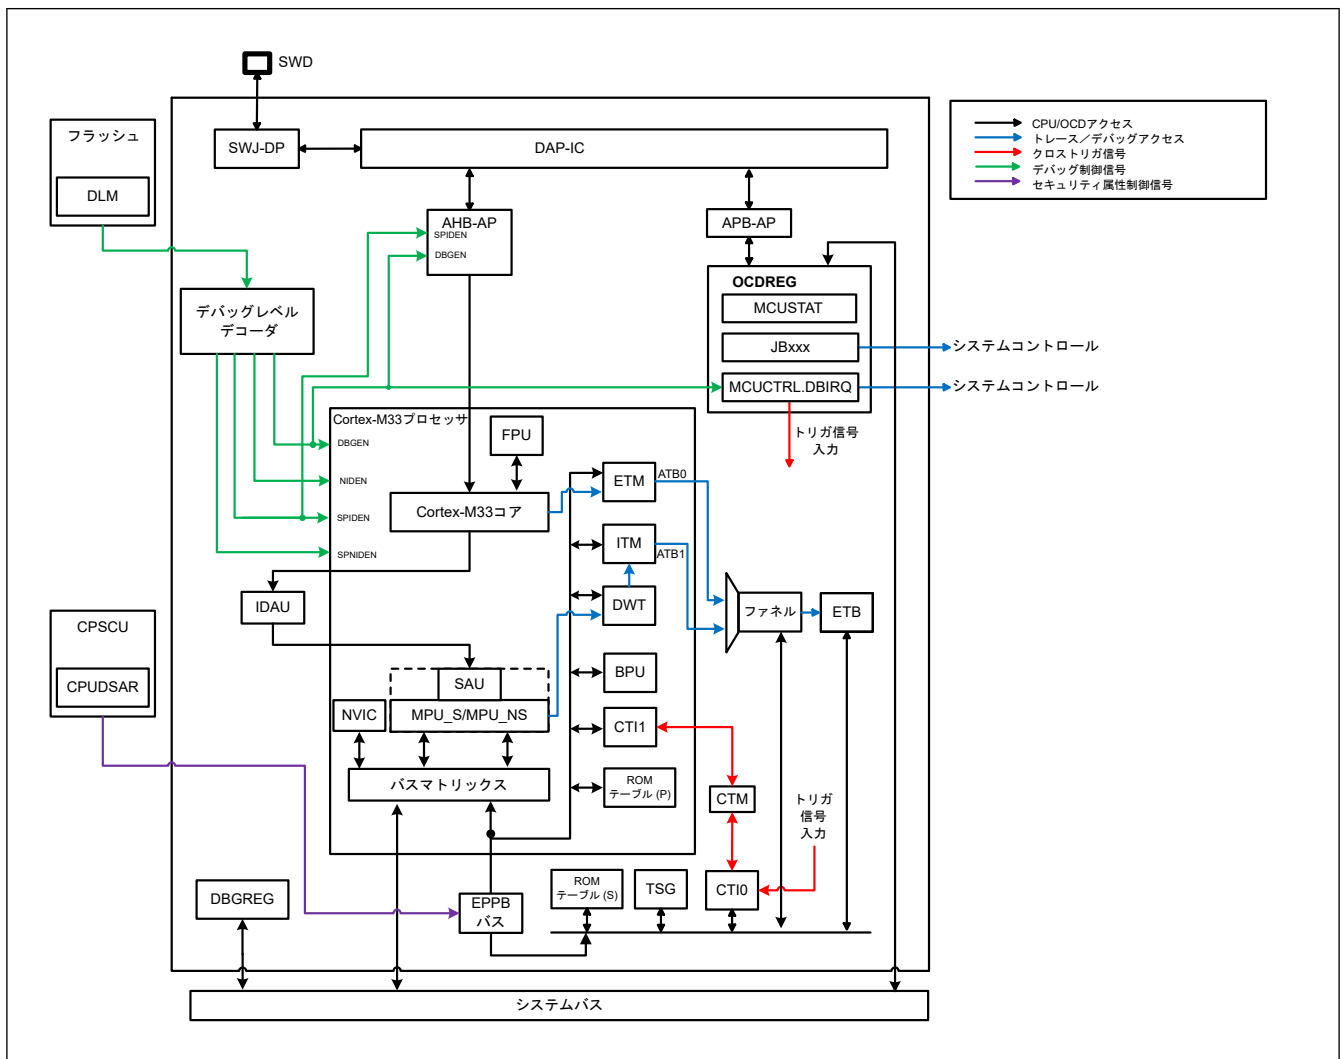 SWD
フラッシュ
DLM
SWJ-DP
DAP-IC
CPU/OCDアクセス
トレース／デバッグアクセス
クロストリガ信号
デバッグ制御信号
セキュリティ属性制御信号
AHB-AP
SPIDEN
DBGEN
APB-AP
デバッグレベル
デコーダ
OCDREG
MCUSTAT
JBxxx
MCUCTRL.DBIRQ
システムコントロール
システムコントロール
トリガ信号
入力
Cortex-M33プロセッサ
DBGEN
NIDEN
SPIDEN
SPNIDEN
FPU
Cortex-M33コア
ETM
ATB0
ITM
ATB1
DWT
IDAU
ファネル
ETB
CPSCU
CPUDSAR
SAU
MPU_S/MPU_NS
NVIC
バスマトリックス
BPU
CTI1
ROM
テーブル (P)
CTM
トリガ
信号
入力
DBGREG
EPPB
バス
ROM
テーブル (S)
TSG
CTI0
システムバス